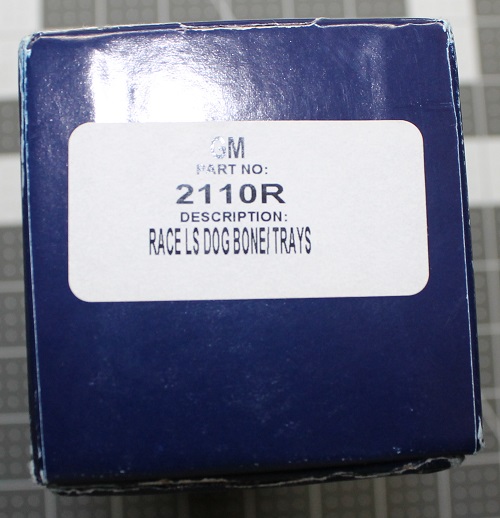 GM
PART NO:
2110R
DESCRIPTION:
RACE LS DOG BONE/TRAYS